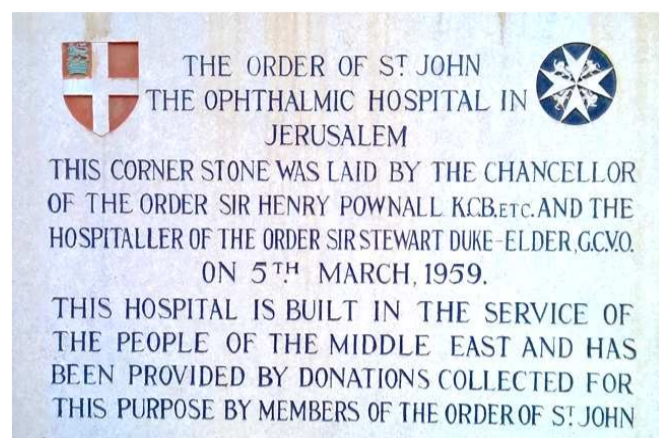 THE ORDER OF ST. JOHN
THE OPHTHALMIC HOSPITAL IN
JERUSALEM
THIS CORNER STONE WAS LAID BY THE CHANCELLOR
OF THE ORDER SIR HENRY POWNALL K.C.B. ETC. AND THE
HOSPITALLER OF THE ORDER SIR STEWART DUKE-ELDER, G.C.V.O.
ON 5TH. MARCH, 1959.
THIS HOSPITAL IS BUILT IN THE SERVICE OF
THE PEOPLE OF THE MIDDLE EAST AND HAS
BEEN PROVIDED BY DONATIONS COLLECTED FOR
THIS PURPOSE BY MEMBERS OF THE ORDER OF ST. JOHN